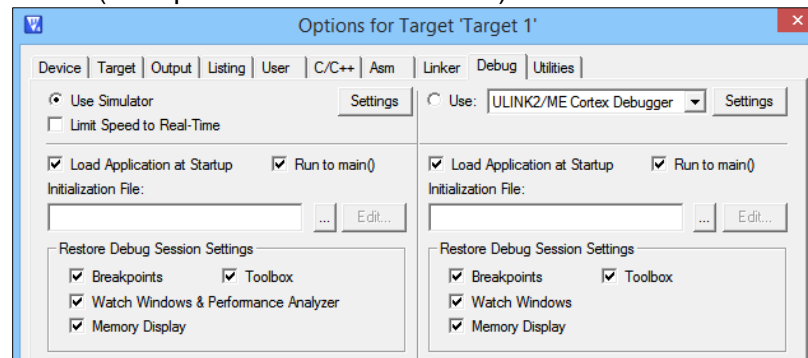 Options for Target 'Target 1'
Device Target Output Listing User C/C++ Asm Linker Debug Utilities
Use Simulator Settings Use: ULINK2/ME Cortex Debugger Settings
Limit Speed to Real-Time
Load Application at Startup Run to main() Load Application at Startup Run to main()
Initialization File: Initialization File:
... Edit... ... Edit...
Restore Debug Session Settings Restore Debug Session Settings
Breakpoints Toolbox Breakpoints Toolbox
Watch Windows & Performance Analyzer Watch Windows
Memory Display Memory Display